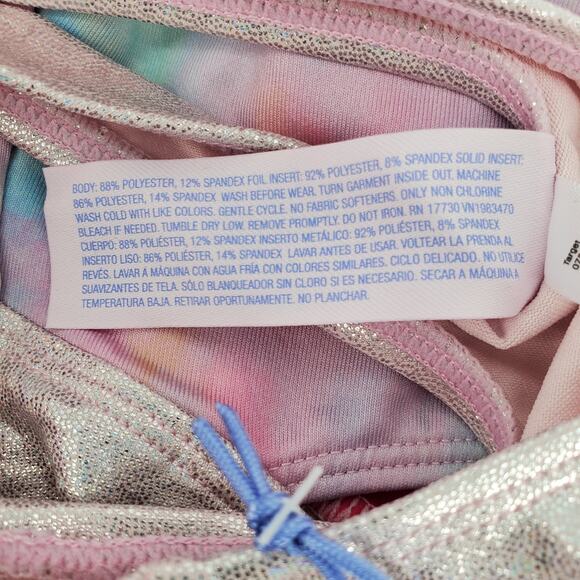 BODY: 88% POLYESTER, 12% SPANDEX FOIL INSERT: 92% POLYESTER, 8% SPANDEX SOLID INSERT:
86% POLYESTER, 14% SPANDEX WASH BEFORE WEAR. TURN GARMENT INSIDE OUT. MACHINE
WASH COLD WITH LIKE COLORS. GENTLE CYCLE. NO FABRIC SOFTENERS. ONLY NON CHLORINE
BLEACH IF NEEDED. TUMBLE DRY LOW. REMOVE PROMPTLY. DO NOT IRON. RN 17730 VN1983470
CUERPO: 88% POLIÉSTER, 12% SPANDEX INSERTO METÁLICO: 92% POLIÉSTER, 8% SPANDEX
INSERTO LISO: 86% POLIÉSTER, 14% SPANDEX LAVAR ANTES DE USAR. VOLTEAR LA PRENDA AL
REVÉS. LAVAR A MÁQUINA CON AGUA FRÍA CON COLORES SIMILARES. CICLO DELICADO. NO UTILICE
SUAVIZANTES DE TELA. SÓLO BLANQUEADOR SIN CLORO SI ES NECESARIO. SECAR A MÁQUINA A
TEMPERATURA BAJA. RETIRAR OPORTUNAMENTE. NO PLANCHAR.
Target